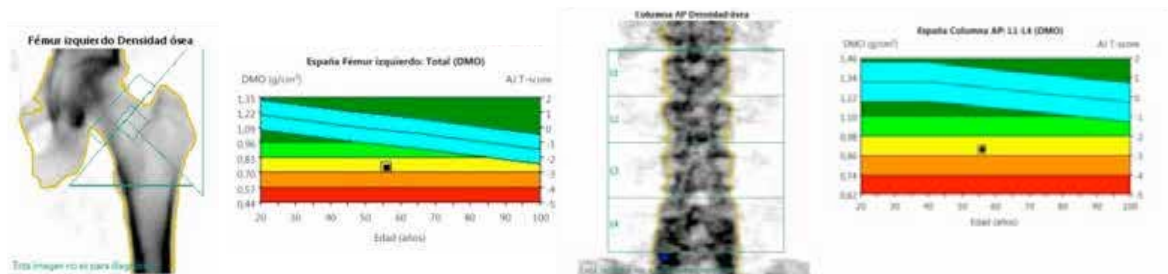 Fémur izquierdo Densidad ósea
Esta imagen no es para diagnó
España Fémur izquierdo: Total (DMO)
DMO (g/cm²)
AJ T-score
1,35
1,22
1,09
0,96
0,83
0,70
0,57
0,44
2
1
0
-1
-2
-3
-4
-5
20 30 40 50 60 70 80 90 100
Edad (años)
Columna AP Densidad ósea
L1
L2
L3
L4
España Columna AP: L1-L4 (DMO)
DMO (g/cm²)
AJ T-score
1,46
1,34
1,22
1,10
0,98
0,86
0,74
0,62
2
1
0
-1
-2
-3
-4
-5
20 30 40 50 60 70 80 90 100
Edad (años)